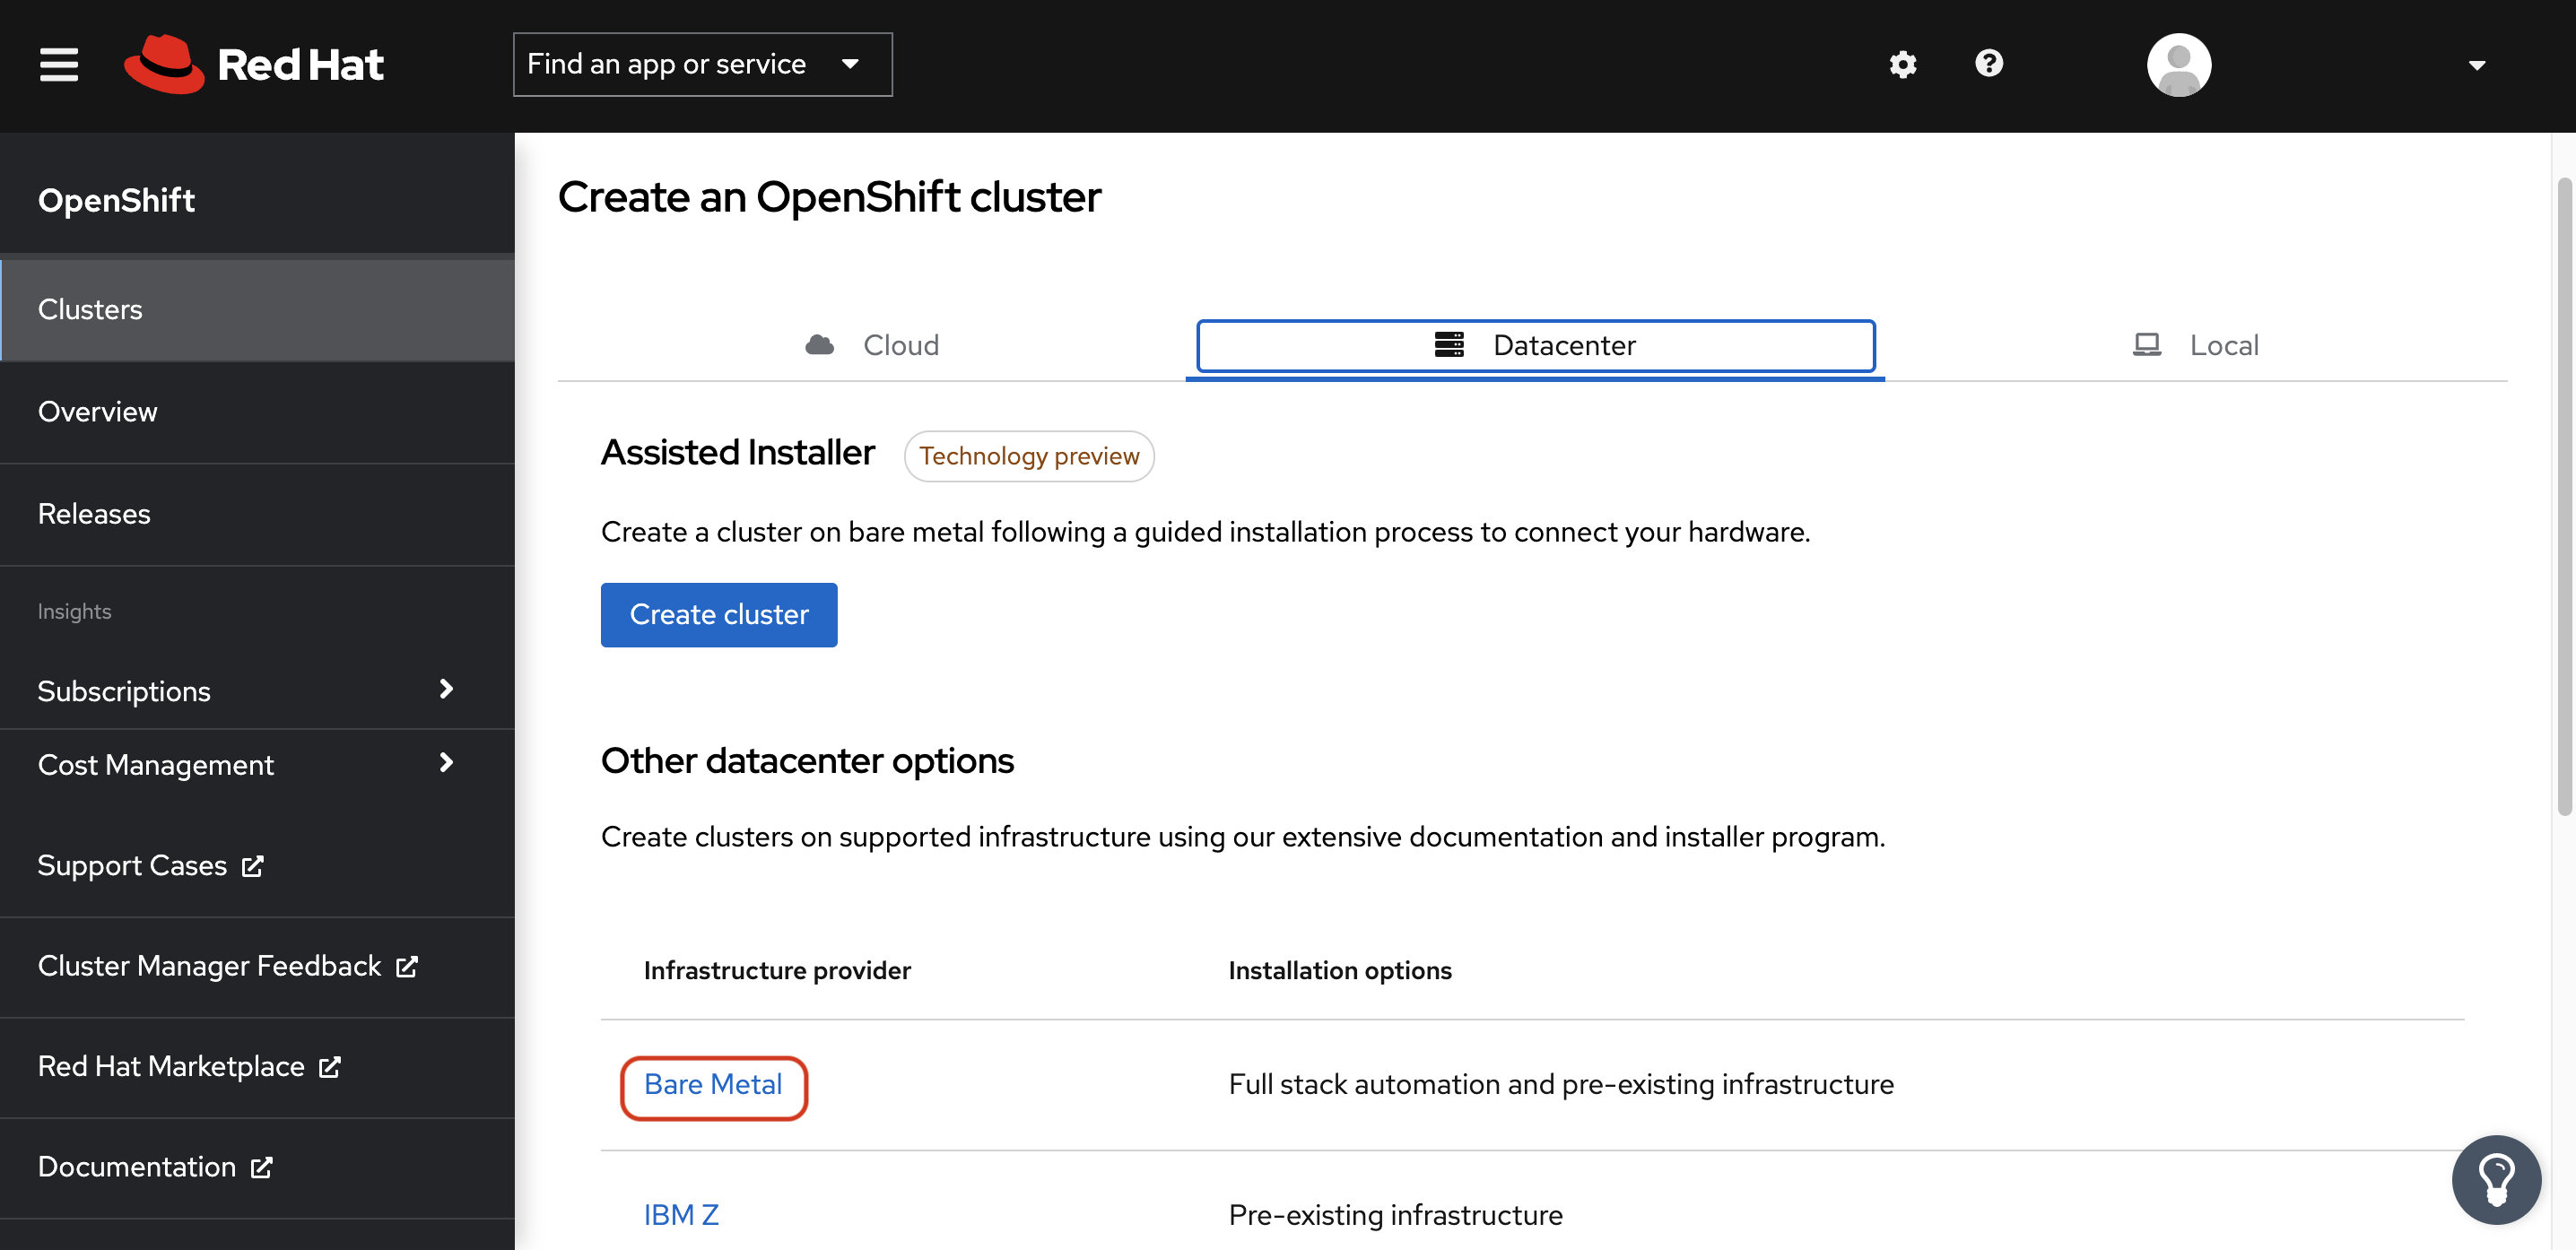 Red Hat
Find an app or service
OpenShift
Clusters
Overview
Releases
Insights
Subscriptions
Cost Management
Support Cases
Cluster Manager Feedback
Red Hat Marketplace
Documentation
Create an OpenShift cluster
Cloud
Datacenter
Local
Assisted Installer
Technology preview
Create a cluster on bare metal following a guided installation process to connect your hardware.
Create cluster
Other datacenter options
Create clusters on supported infrastructure using our extensive documentation and installer program.
Infrastructure provider
Installation options
Bare Metal
Full stack automation and pre-existing infrastructure
IBM Z
Pre-existing infrastructure